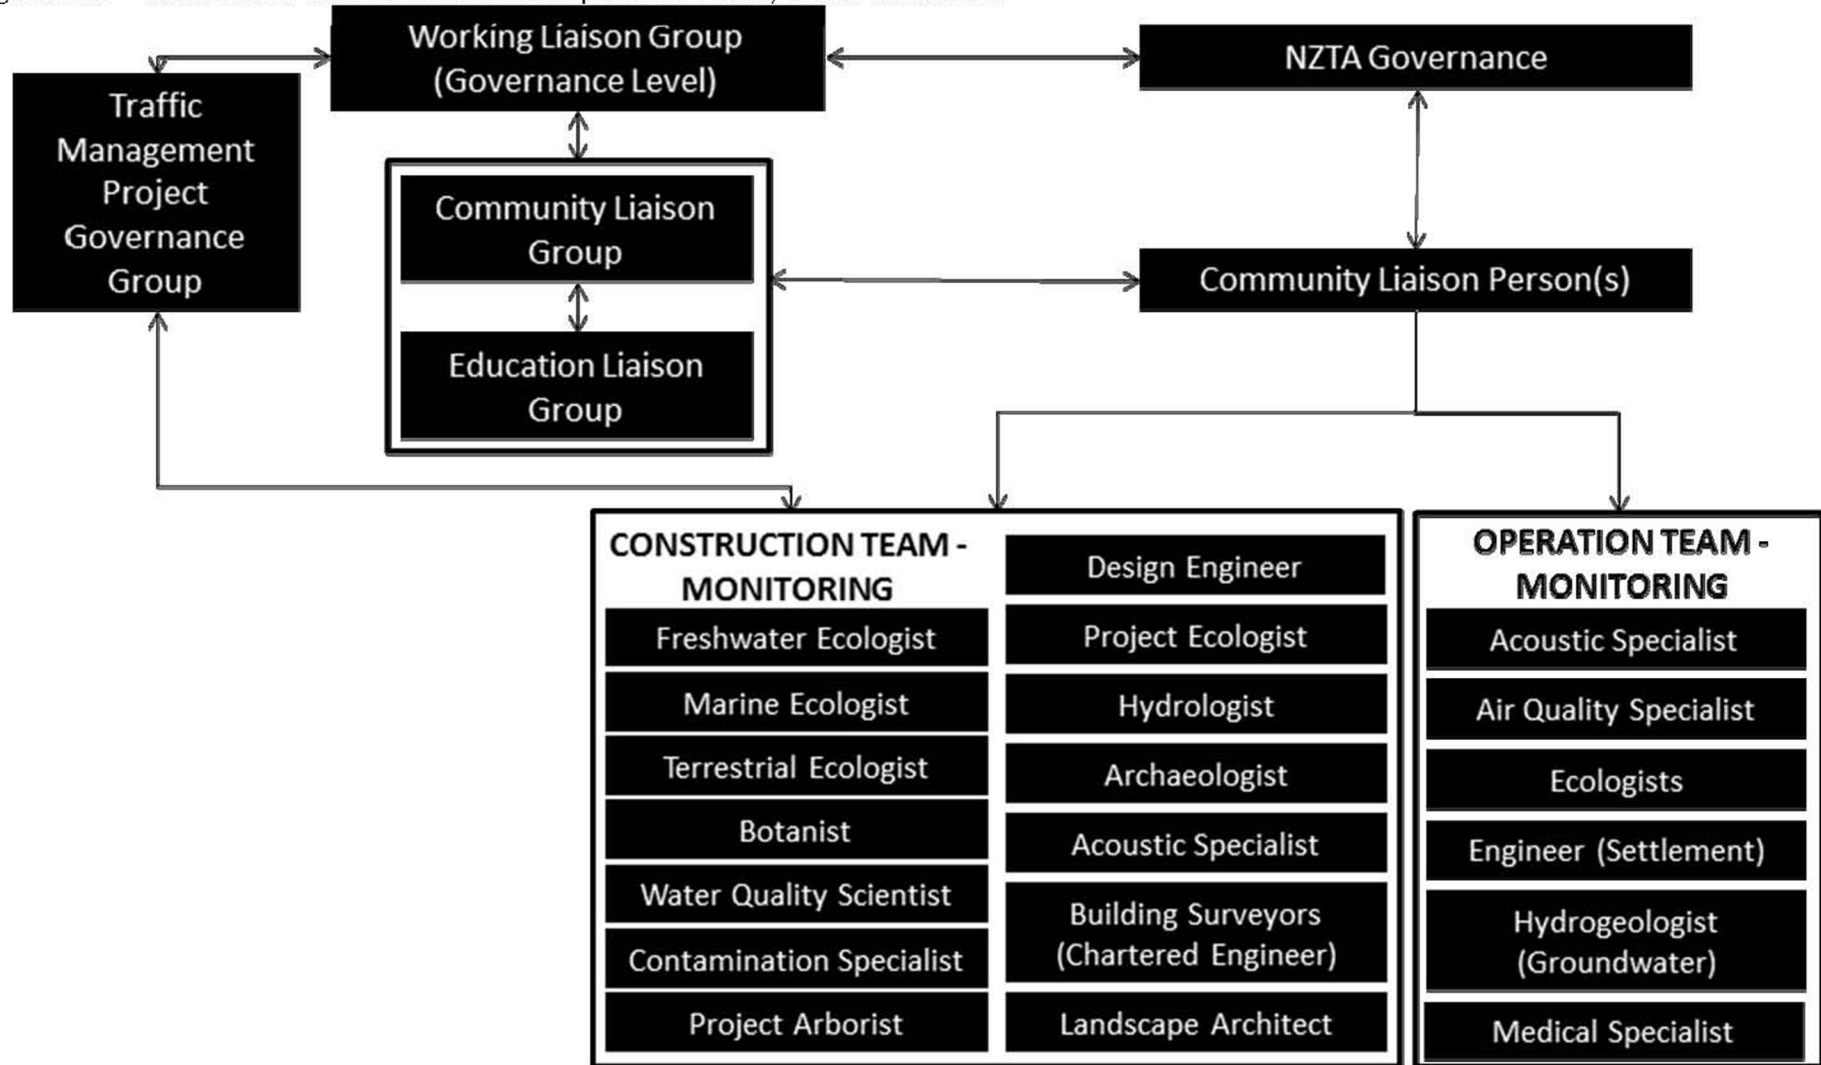 Working Liaison Group
(Governance Level)
NZTA Governance
Traffic
Management
Project
Governance
Group
Community Liaison
Group
Community Liaison Person(s)
Education Liaison
Group
CONSTRUCTION TEAM -
MONITORING
Freshwater Ecologist
Marine Ecologist
Terrestrial Ecologist
Botanist
Water Quality Scientist
Contamination Specialist
Project Arborist
Design Engineer
Project Ecologist
Hydrologist
Archaeologist
Acoustic Specialist
Building Surveyors
(Chartered Engineer)
Landscape Architect
OPERATION TEAM -
MONITORING
Acoustic Specialist
Air Quality Specialist
Ecologists
Engineer (Settlement)
Hydrogeologist
(Groundwater)
Medical Specialist